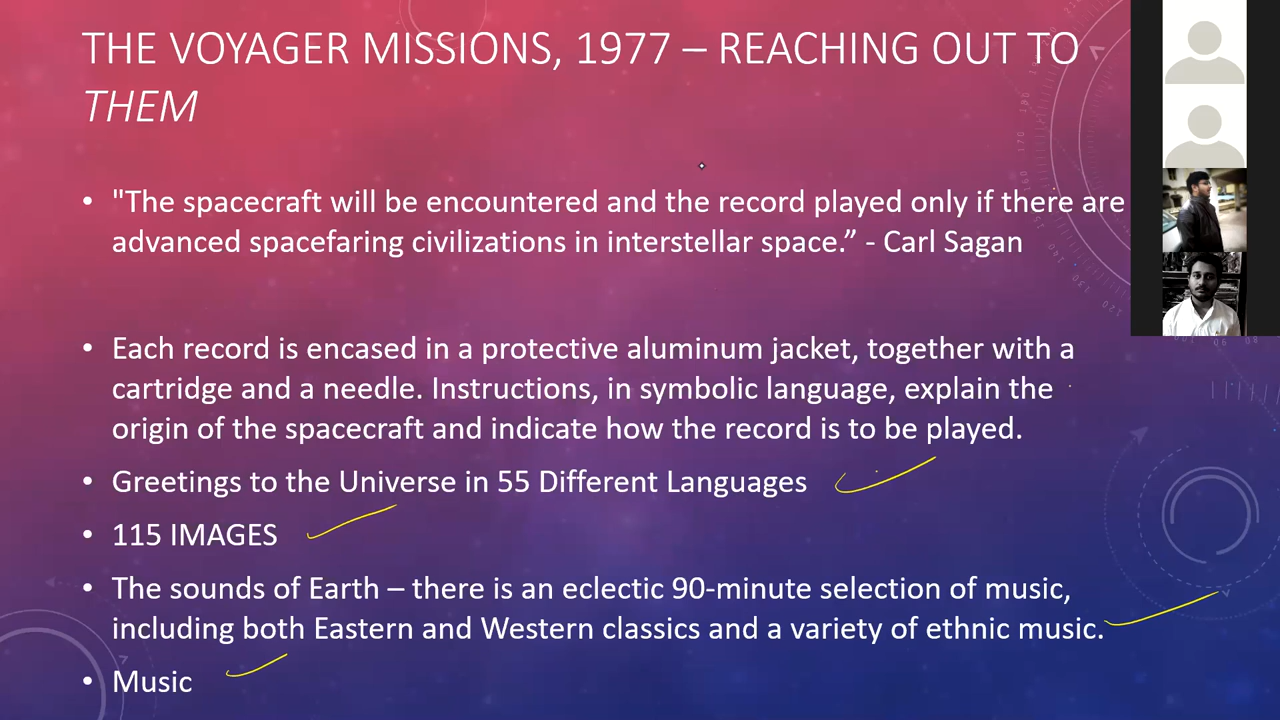 THE VOYAGER MISSIONS, 1977 – REACHING OUT TO
THEM
• "The spacecraft will be encountered and the record played only if there are
advanced spacefaring civilizations in interstellar space.” - Carl Sagan
• Each record is encased in a protective aluminum jacket, together with a
cartridge and a needle. Instructions, in symbolic language, explain the
origin of the spacecraft and indicate how the record is to be played.
• Greetings to the Universe in 55 Different Languages
• 115 IMAGES
• The sounds of Earth – there is an eclectic 90-minute selection of music,
including both Eastern and Western classics and a variety of ethnic music.
• Music